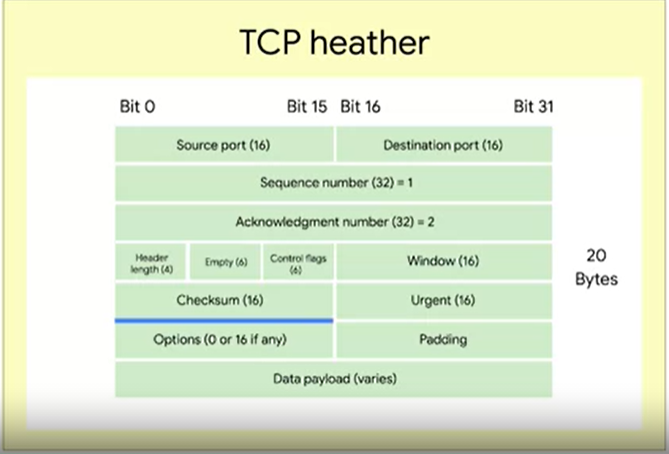 TCP heather
Bit 0 Bit 15 Bit 16 Bit 31
Source port (16) Destination port (16)
Sequence number (32) = 1
Acknowledgment number (32) = 2
Header
length (4)
Empty (6)
Control flags
(6)
Window (16)
20
Bytes
Checksum (16) Urgent (16)
Options (0 or 16 if any) Padding
Data payload (varies)